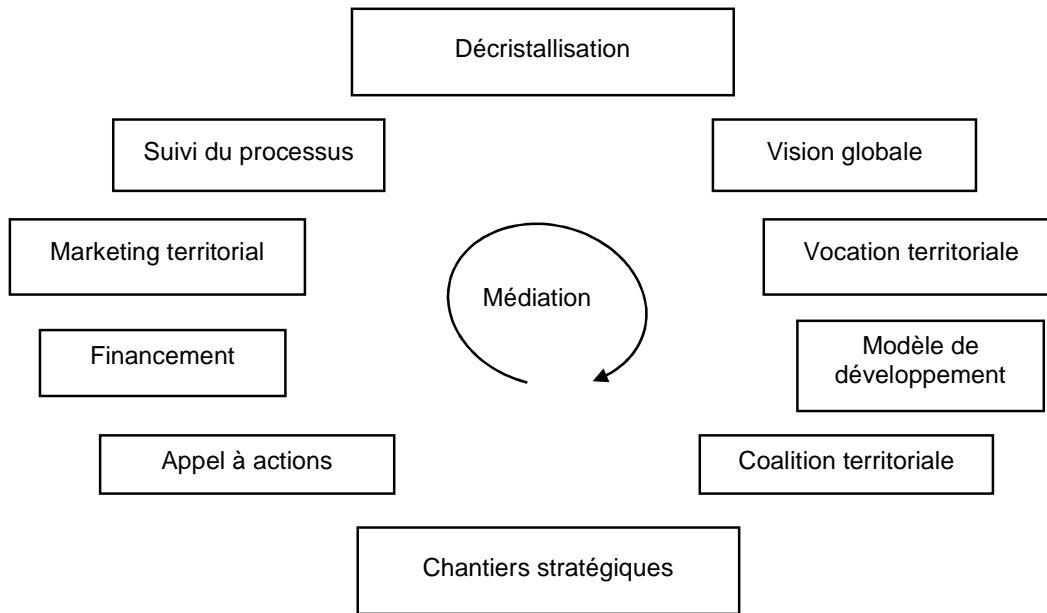 Décristallisation
Suivi du processus
Vision globale
Marketing territorial
Vocation territoriale
Médiation
Financement
Modèle de
développement
Appel à actions
Coalition territoriale
Chantiers stratégiques